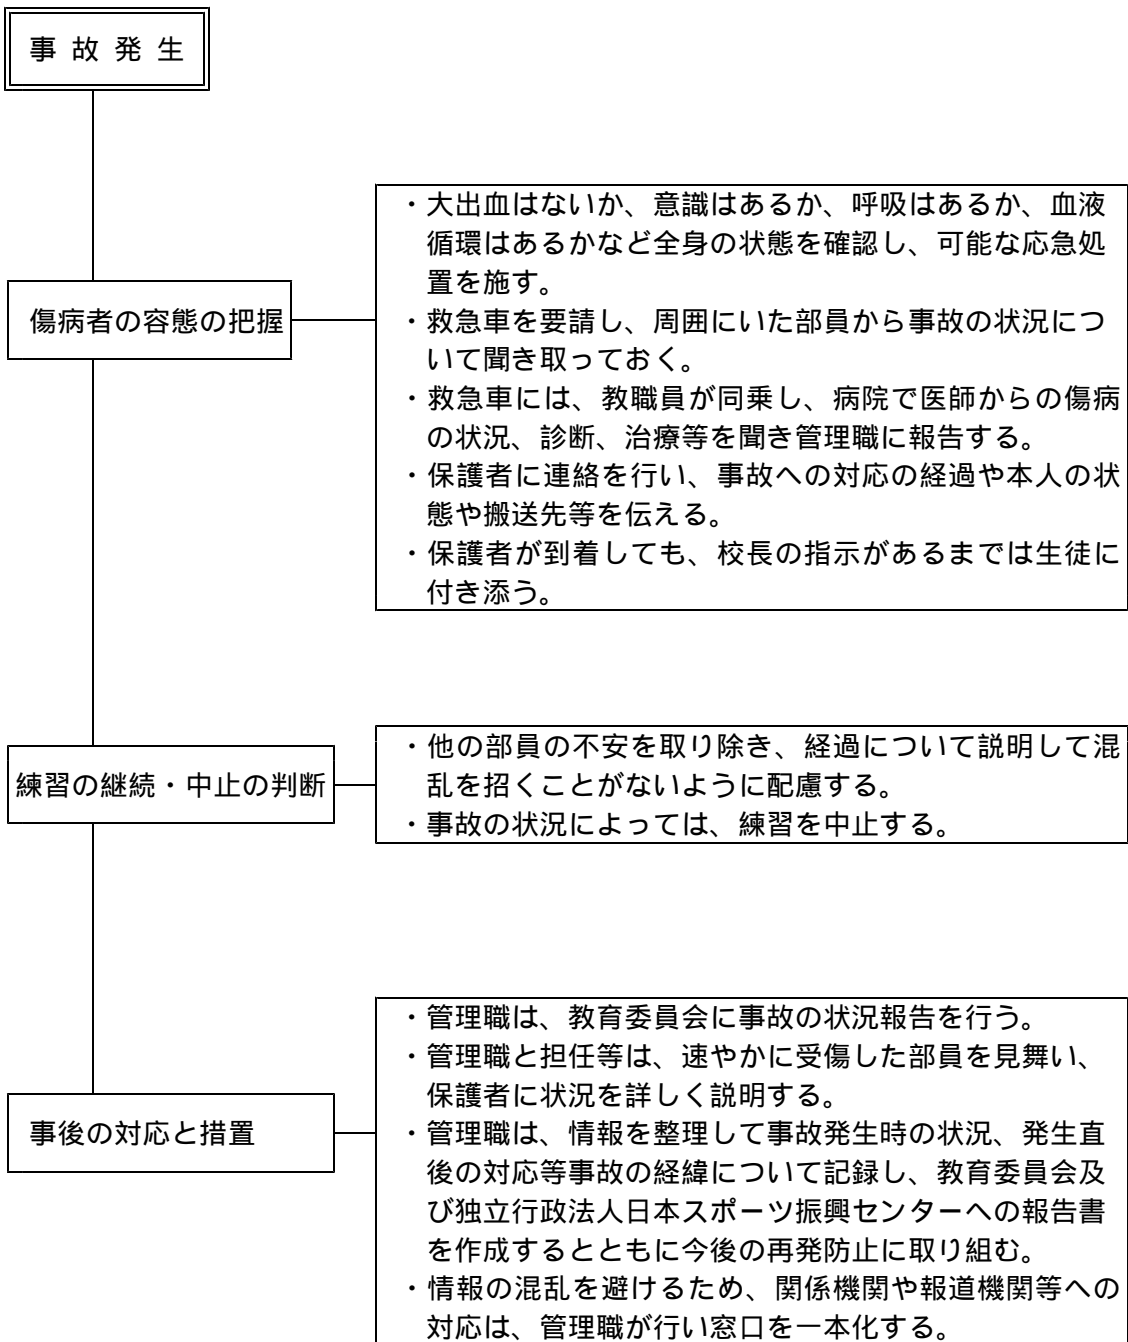 事故発生
・大出血はないか、意識はあるか、呼吸はあるか、血液
循環はあるかなど全身の状態を確認し、可能な応急処
置を施す。
傷病者の容態の把握
・救急車を要請し、周囲にいた部員から事故の状況につ
いて聞き取っておく。
・救急車には、教職員が同乗し、病院で医師からの傷病
の状況、診断、治療等を聞き管理職に報告する。
・保護者に連絡を行い、事故への対応の経過や本人の状
態や搬送先等を伝える。
・保護者が到着しても、校長の指示があるまでは生徒に
付き添う。
練習の継続・中止の判断
・他の部員の不安を取り除き、経過について説明して混
乱を招くことがないように配慮する。
・事故の状況によっては、練習を中止する。
事後の対応と措置
・管理職は、教育委員会に事故の状況報告を行う。
・管理職と担任等は、速やかに受傷した部員を見舞い、
保護者に状況を詳しく説明する。
・管理職は、情報を整理して事故発生時の状況、発生直
後の対応等事故の経緯について記録し、教育委員会及
び独立行政法人日本スポーツ振興センターへの報告書
を作成するとともに今後の再発防止に取り組む。
・情報の混乱を避けるため、関係機関や報道機関等への
対応は、管理職が行い窓口を一本化する。